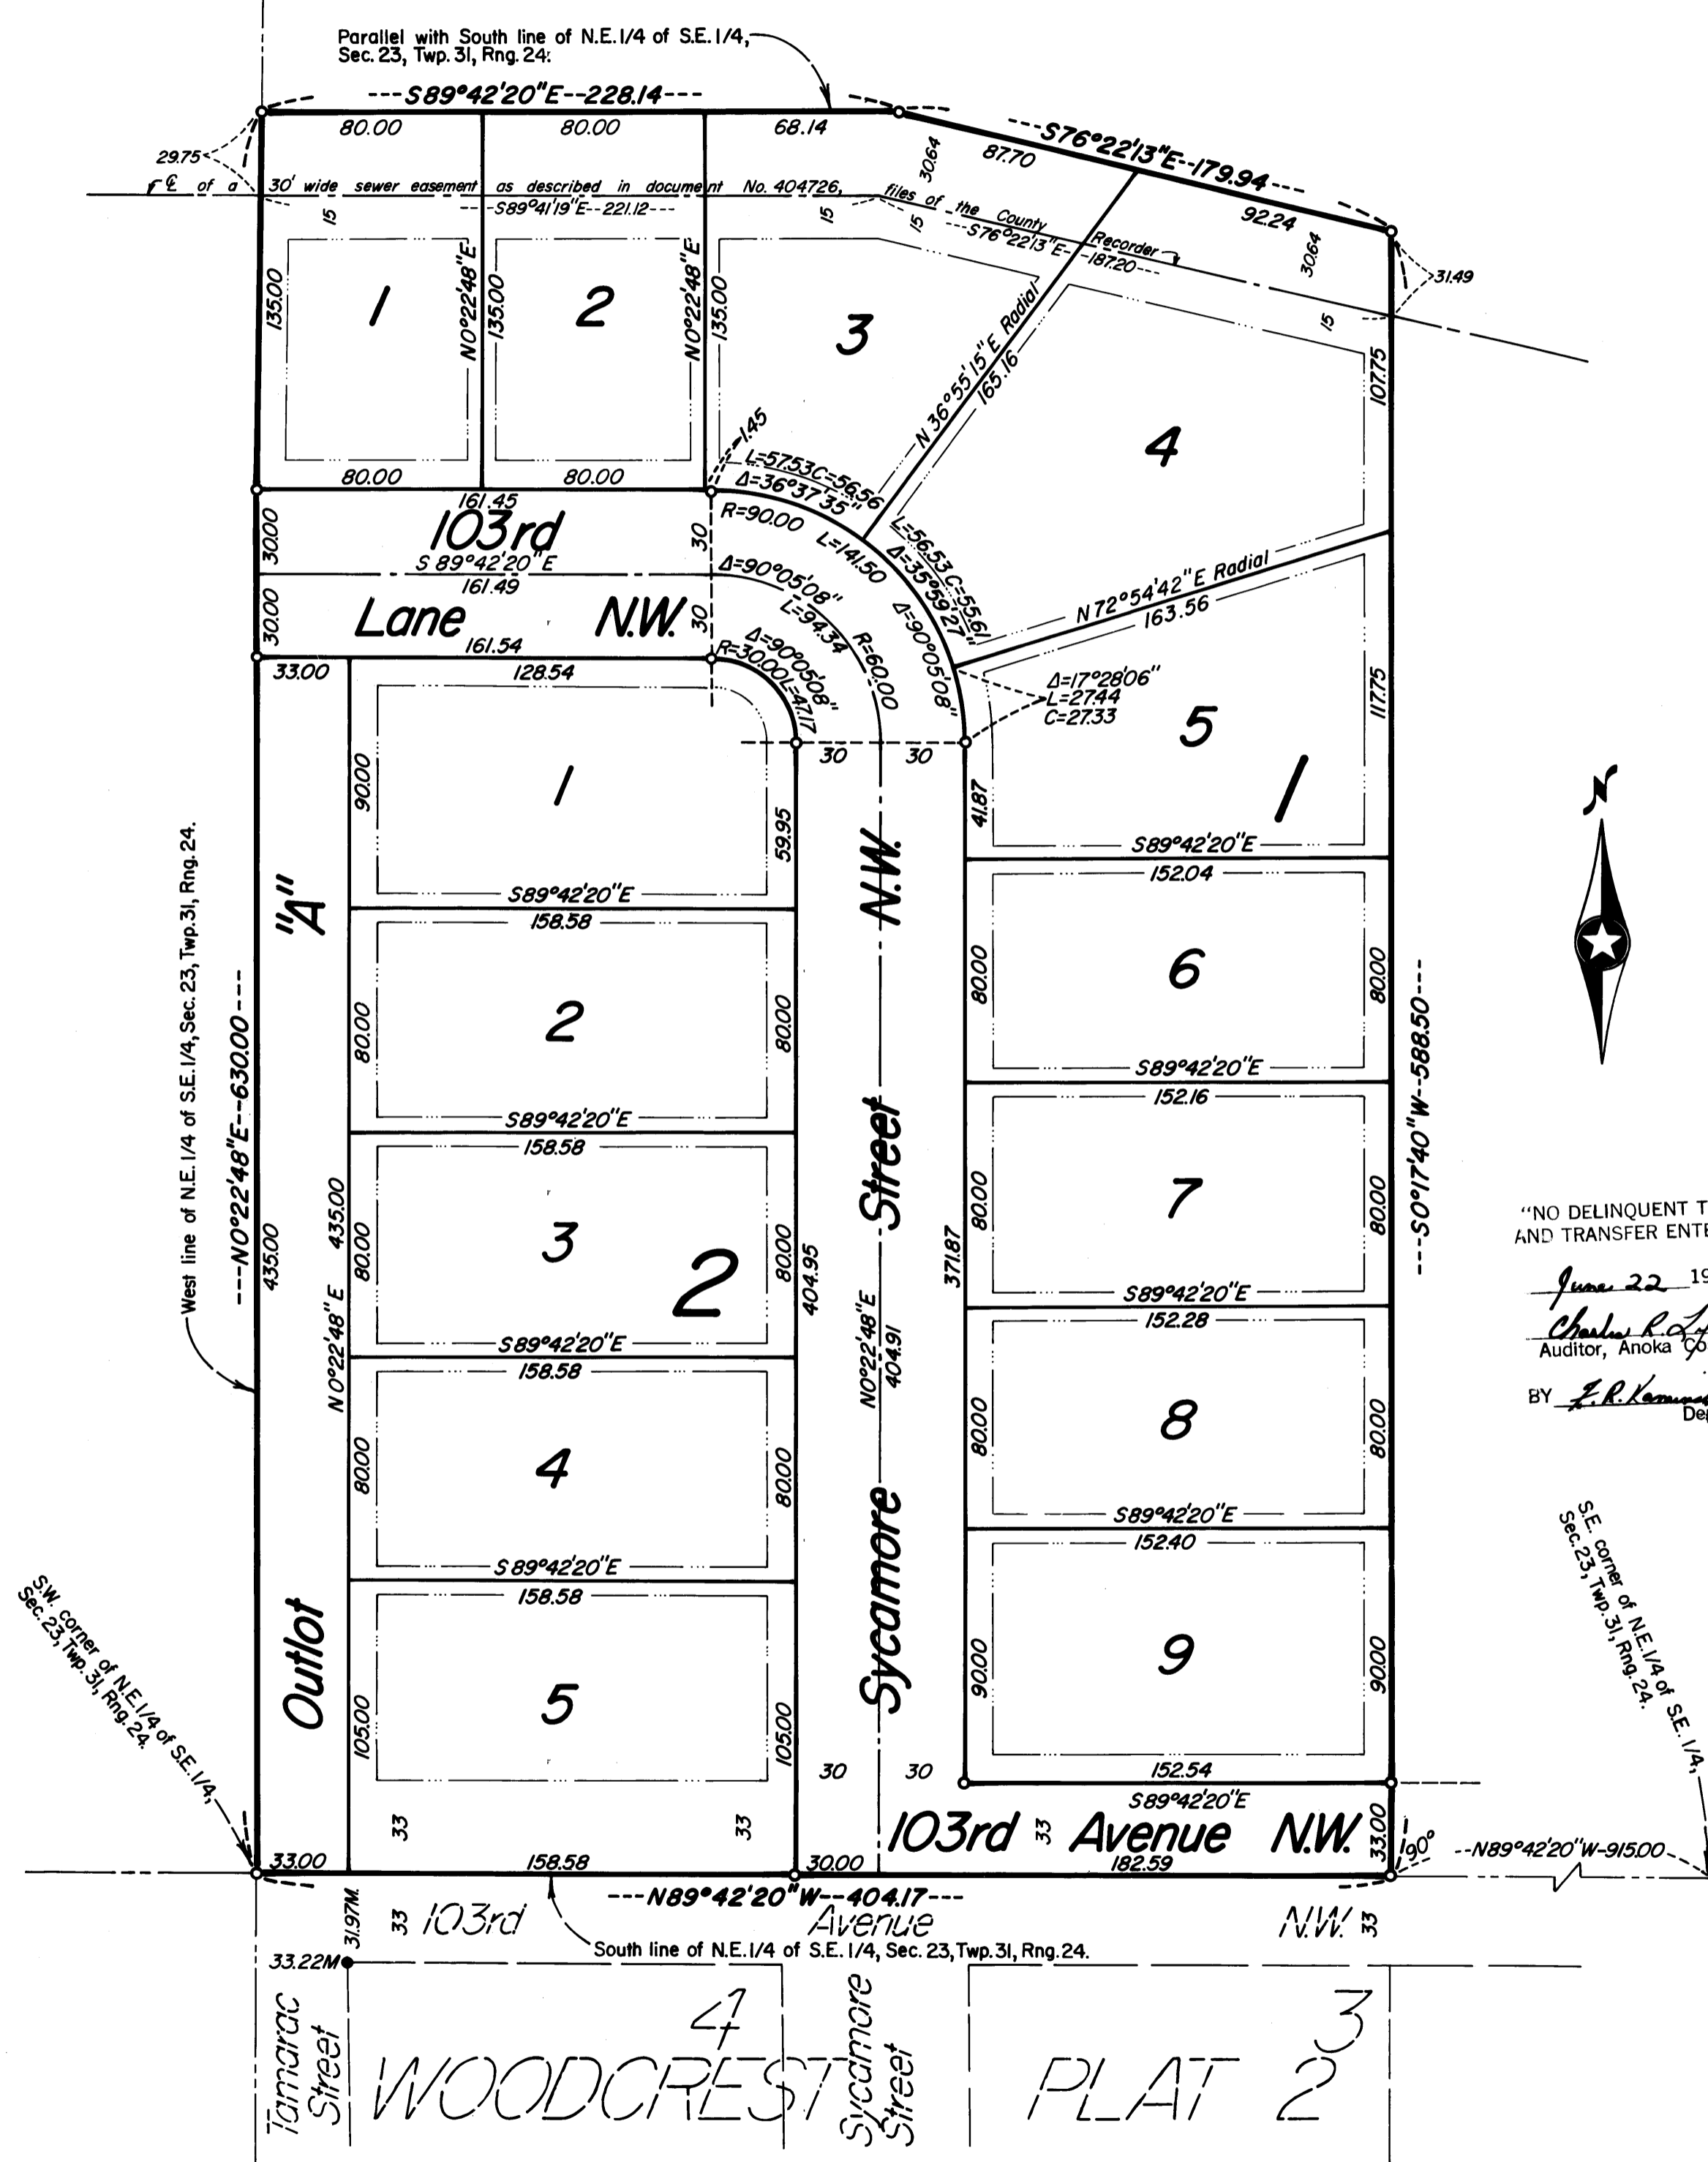 Parallel with South line of N.E. 1/4 of S.E. 1/4,
Sec. 23, Twp. 31, Rng. 24.
---S89°42'20"E--228.14---
80.00
80.00
68.14
---S76°22'13"E--179.94---
87.70
92.24
30.64
30.64
29.75
31.49
℄ of a 30' wide sewer easement as described in document No. 404726, files of the County Recorder
---S89°41'19"E--221.12---
---S76°22'13"E---187.20---
15
15
15
15
135.00
1
N0°22'48"E
135.00
2
N0°22'48"E
135.00
3
N 36°55'15"E Radial
165.16
4
107.75
80.00
80.00
1.45
L=57.53 C=56.56
Δ=36°37'35"
R=90.00
L=141.50
L=56.53 C=55.61
Δ=35°59'27"
Δ=90°05'08"
N 72°54'42"E Radial
163.56
161.45
30.00
103rd
S 89°42'20"E
161.49
30.00
Lane N.W.
161.54
30
30
Δ=90°05'08"
L=94.34
R=60.00
Δ=90°05'08"
R=30.00 L=47.17
Δ=17°28'06"
L=27.44
C=27.33
33.00
128.54
30
30
5
1
117.75
41.87
S89°42'20"E
152.04
90.00
1
59.95
S89°42'20"E
158.58
80.00
2
80.00
S89°42'20"E
158.58
80.00
3
80.00
2
S89°42'20"E
158.58
80.00
4
80.00
S89°42'20"E
158.58
105.00
5
105.00
80.00
6
80.00
S89°42'20"E
152.16
80.00
7
80.00
S89°42'20"E
152.28
80.00
8
80.00
S89°42'20"E
152.40
90.00
9
90.00
152.54
S89°42'20"E
West line of N.E. 1/4 of S.E. 1/4, Sec. 23, Twp. 31, Rng. 24.
---N0°22'48"E--630.00---
435.00
Outlot "A"
N0°22'48"E 435.00
404.95
N0°22'48"E
404.91
Sycamore Street N.W.
371.87
---S0°17'40"W--588.50---
N
"NO DELINQUENT T
AND TRANSFER ENTE
June 22 19
Charles R.
Auditor, Anoka Co
BY F.R.
De
S.W. corner of N.E. 1/4 of S.E. 1/4,
Sec. 23, Twp. 31, Rng. 24.
S.E. corner of N.E. 1/4 of S.E. 1/4,
Sec. 23, Twp. 31, Rng. 24.
30
30
33
33
103rd 33 Avenue N.W.
33.00
90°
--N89°42'20"W--915.00
33.00
158.58
30.00
182.59
---N89°42'20"W--404.17---
31.97M.
33 103rd Avenue N.W. 33
South line of N.E. 1/4 of S.E. 1/4, Sec. 23, Twp. 31, Rng. 24.
33.22M
Tamarac
Street
4
Sycamore
Street
3
WOODCREST PLAT 2